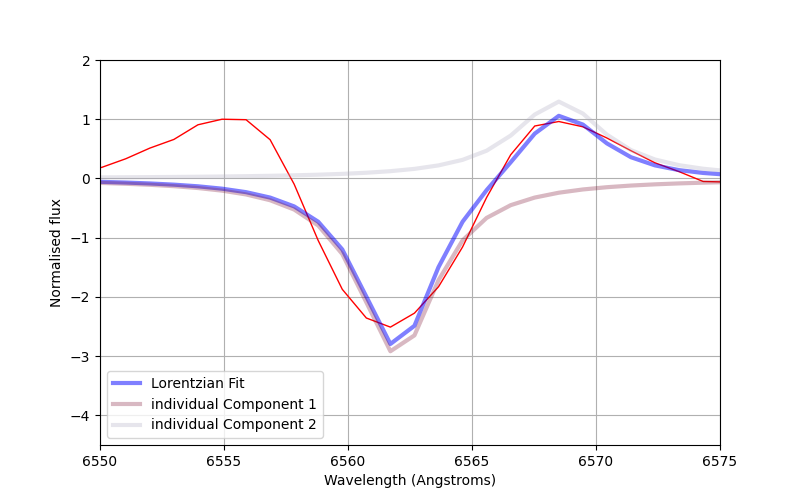 2
1
0
−1
−2
−3
−4
Normalised flux
Lorentzian Fit
individual Component 1
individual Component 2
6550 6555 6560 6565 6570 6575
Wavelength (Angstroms)